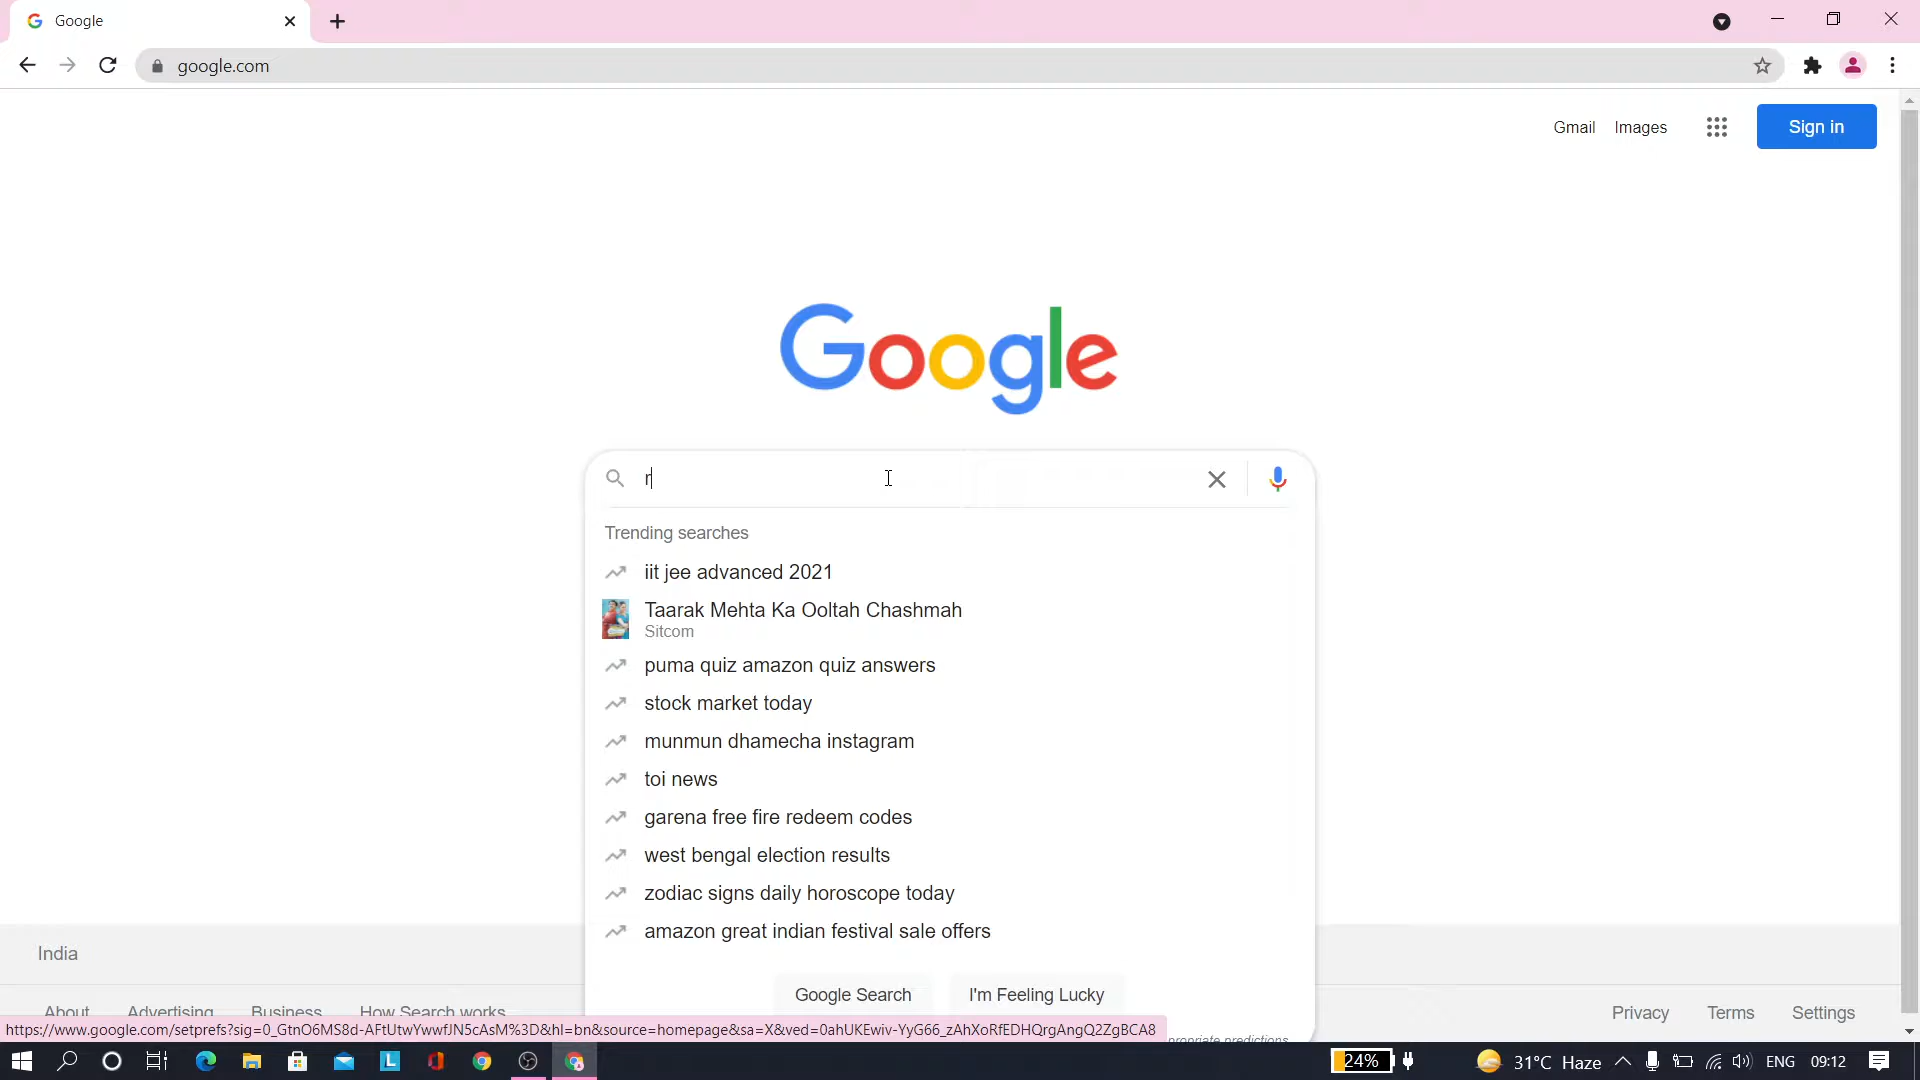 Google
google.com
Gmail
Images
Sign in
Google
r
Trending searches
iit jee advanced 2021
Taarak Mehta Ka Ooltah Chashmah
Sitcom
puma quiz amazon quiz answers
stock market today
munmun dhamecha instagram
toi news
garena free fire redeem codes
west bengal election results
zodiac signs daily horoscope today
amazon great indian festival sale offers
Google Search
I'm Feeling Lucky
India
About
Advertising
Business
How Search works
Privacy
Terms
Settings
https://www.google.com/setprefs?sig=0_GtnO6MS8d-AFtUtwYwwfJN5cAsM%3D&hl=bn&source=homepage&sa=X&ved=0ahUKEwiv-YyG66_zAhXoRfEDHQrgAngQ2ZgBCA8
predictions
24%
31°C Haze
ENG
09:12